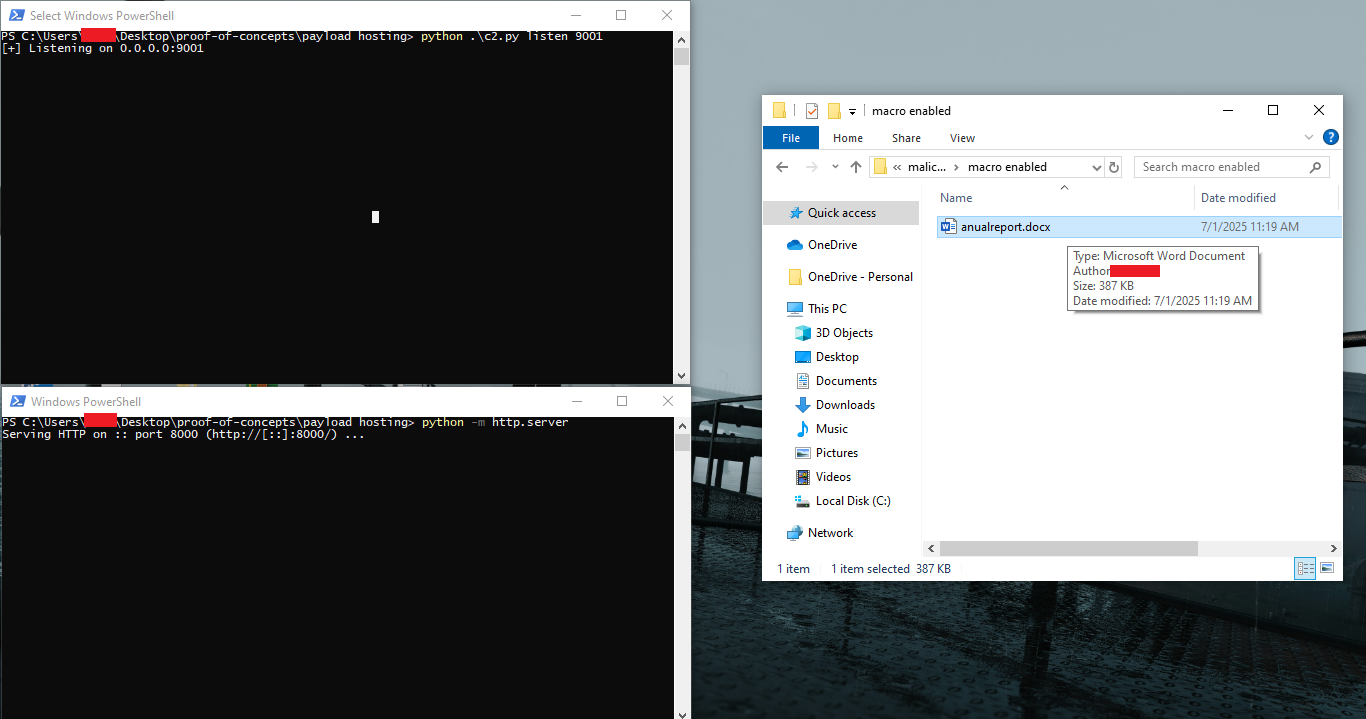 Select Windows PowerShell
PS C:\Users\ \Desktop\proof-of-concepts\payload hosting> python .\c2.py listen 9001
[+] Listening on 0.0.0.0:9001
Windows PowerShell
PS C:\Users\ \Desktop\proof-of-concepts\payload hosting> python -m http.server
Serving HTTP on :: port 8000 (http://[::]:8000/) ...
macro enabled
File Home Share View
« malic... › macro enabled
Search macro enabled
Name Date modified
Quick access
anualreport.docx 7/1/2025 11:19 AM
OneDrive
Type: Microsoft Word Document
Author
Size: 387 KB
Date modified: 7/1/2025 11:19 AM
OneDrive - Personal
This PC
3D Objects
Desktop
Documents
Downloads
Music
Pictures
Videos
Local Disk (C:)
Network
1 item 1 item selected 387 KB